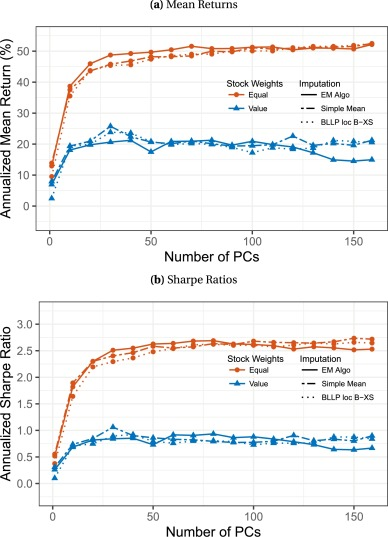 (a) Mean Returns
Annualized Mean Return (%)
50
40
30
20
10
0
Stock Weights
Equal
Value
Imputation
EM Algo
Simple Mean
BLLP loc B−XS
0 50 100 150
Number of PCs
(b) Sharpe Ratios
Annualized Sharpe Ratio
3.0
2.5
2.0
1.5
1.0
0.5
0.0
Stock Weights
Equal
Value
Imputation
EM Algo
Simple Mean
BLLP loc B−XS
0 50 100 150
Number of PCs